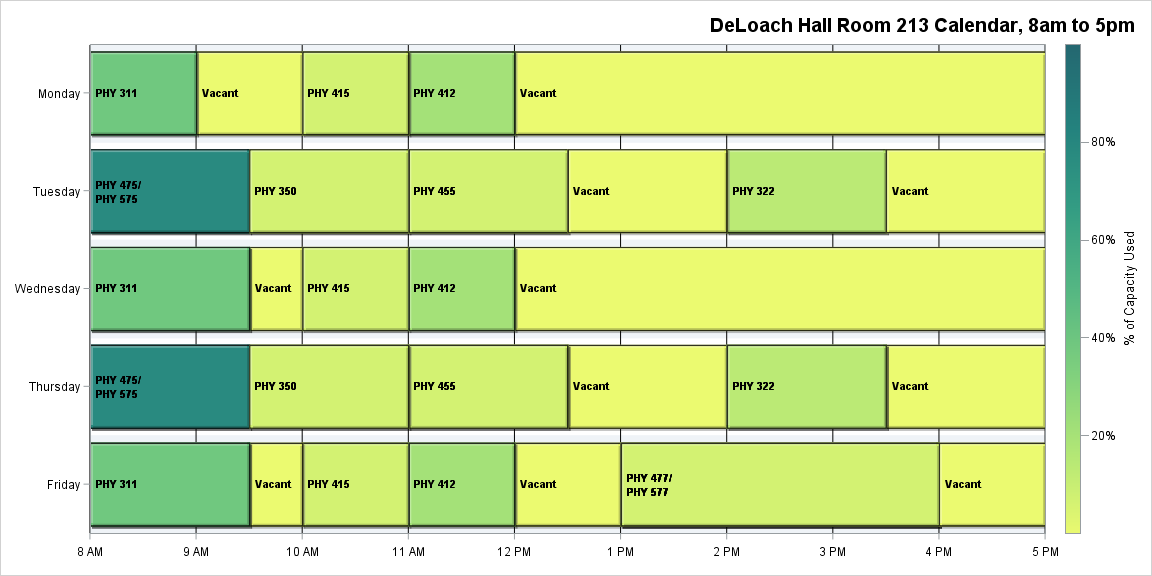 DeLoach Hall Room 213 Calendar, 8am to 5pm
Monday
PHY 311
Vacant
PHY 415
PHY 412
Vacant
Tuesday
PHY 475/
PHY 575
PHY 350
PHY 455
Vacant
PHY 322
Vacant
Wednesday
PHY 311
Vacant
PHY 415
PHY 412
Vacant
Thursday
PHY 475/
PHY 575
PHY 350
PHY 455
Vacant
PHY 322
Vacant
Friday
PHY 311
Vacant
PHY 415
PHY 412
Vacant
PHY 477/
PHY 577
Vacant
8 AM
9 AM
10 AM
11 AM
12 PM
1 PM
2 PM
3 PM
4 PM
5 PM
80%
60%
40%
20%
% of Capacity Used